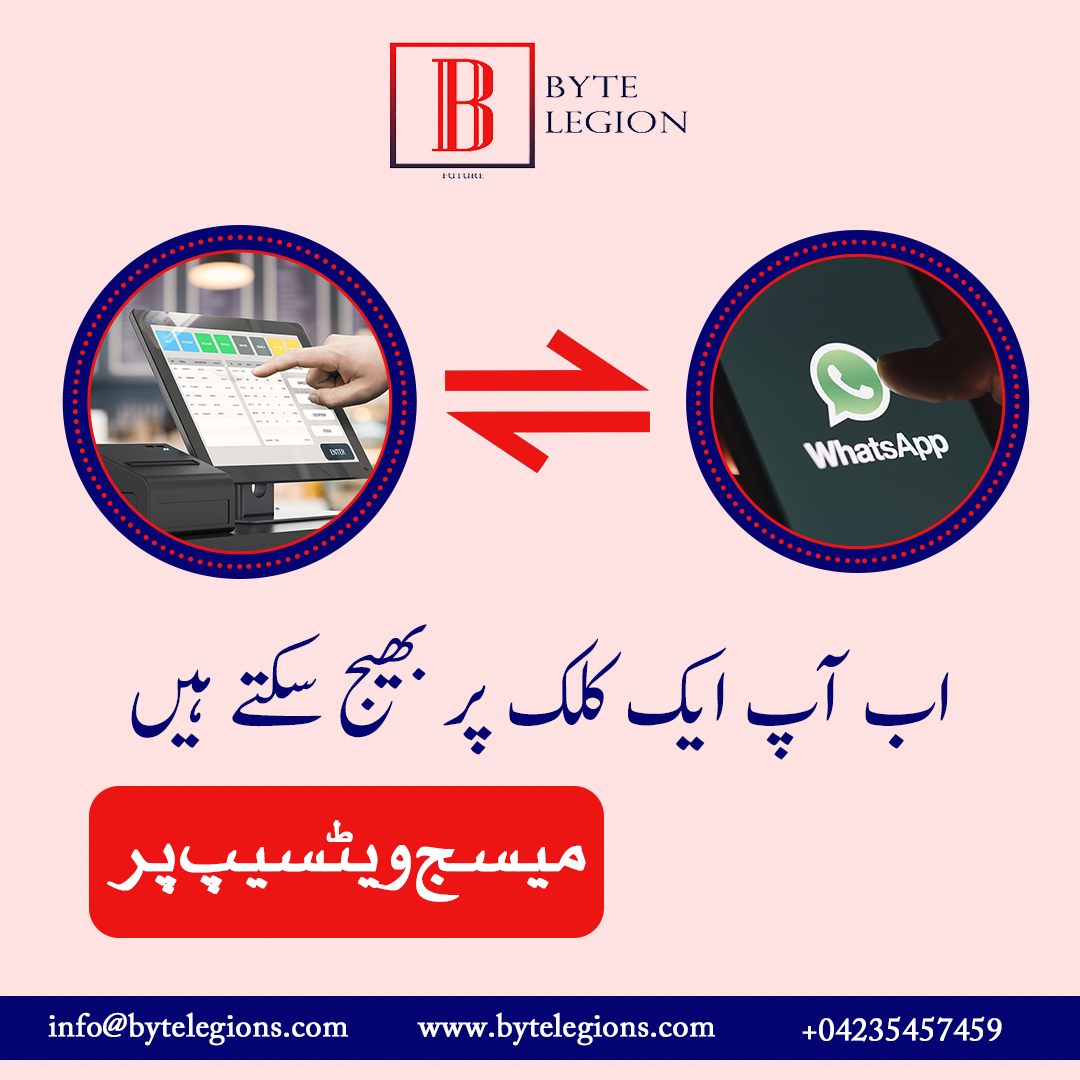 BYTE
LEGION
B
FUTURE
ENTER
WhatsApp
اب آپ ایک کلک پر بھیج سکتے ہیں
میسج ویٹسیپ پر
info@bytelegions.com www.bytelegions.com +04235457459